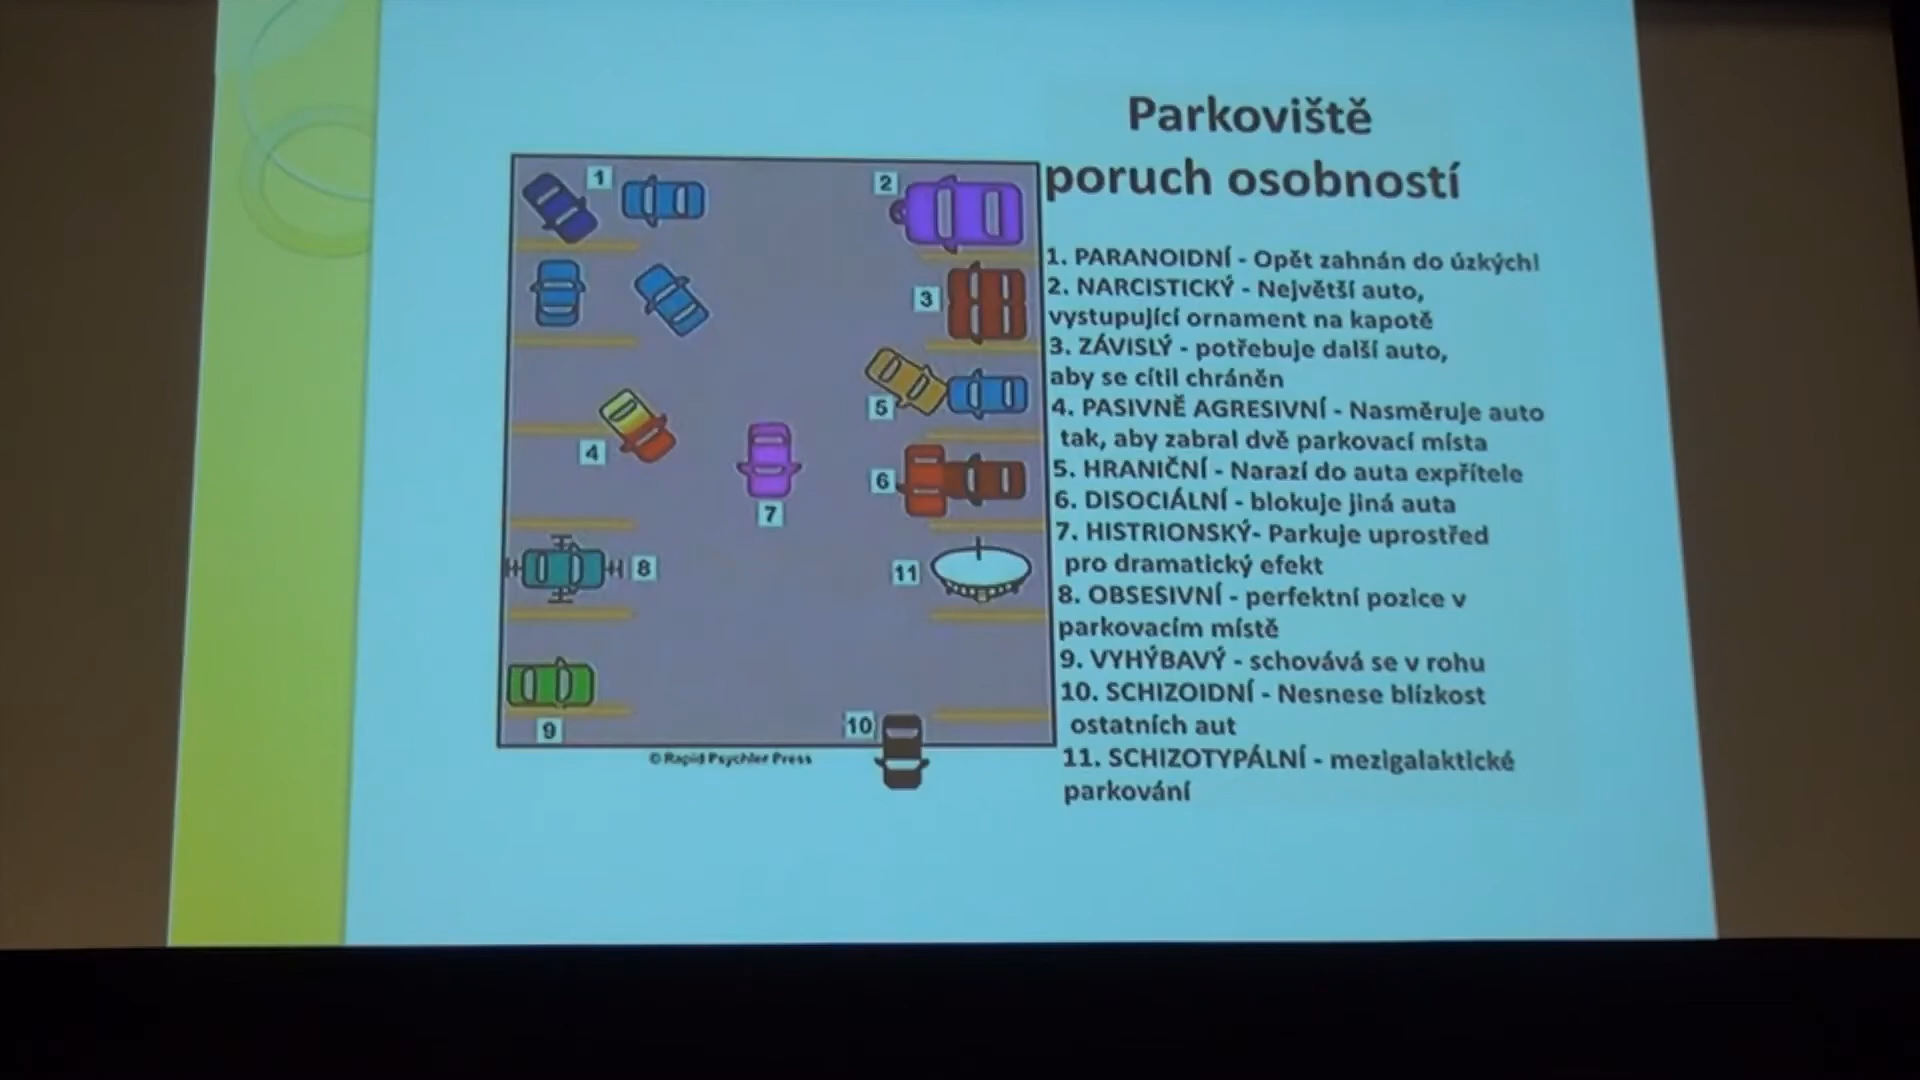 Parkoviště
poruch osobností
1. PARANOIDNÍ - Opět zahnán do úzkých!
2. NARCISTICKÝ - Největší auto,
vystupující ornament na kapotě
3. ZÁVISLÝ - potřebuje další auto,
aby se cítil chráněn
4. PASIVNĚ AGRESIVNÍ - Nasměruje auto
tak, aby zabral dvě parkovací místa
5. HRANIČNÍ - Narazí do auta expřítele
6. DISOCIÁLNÍ - blokuje jiná auta
7. HISTRIONSKÝ- Parkuje uprostřed
pro dramatický efekt
8. OBSESIVNÍ - perfektní pozice v
parkovacím místě
9. VYHÝBAVÝ - schovává se v rohu
10. SCHIZOIDNÍ - Nesnese blízkost
ostatních aut
11. SCHIZOTYPÁLNÍ - mezigalaktické
parkování
1
2
3
4
5
6
7
8
11
9
10
© Rapid Psychler Press